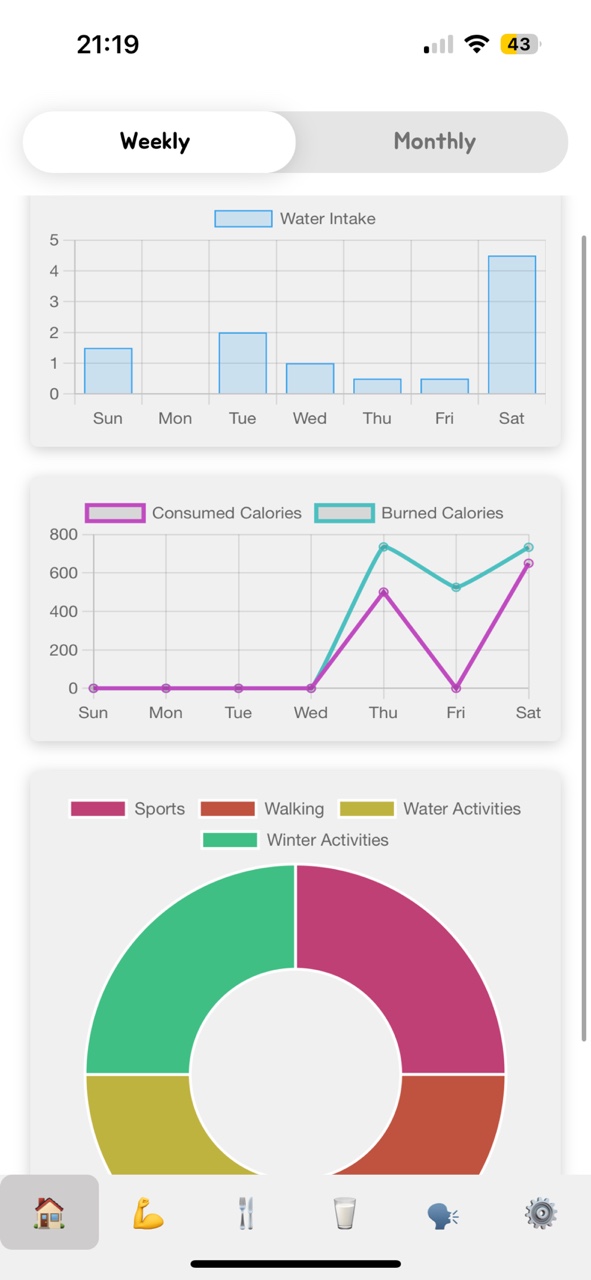 21:19
43
Weekly Monthly
Water Intake
5
4
3
2
1
0
Sun Mon Tue Wed Thu Fri Sat
Consumed Calories Burned Calories
800
600
400
200
0
Sun Mon Tue Wed Thu Fri Sat
Sports Walking Water Activities
Winter Activities